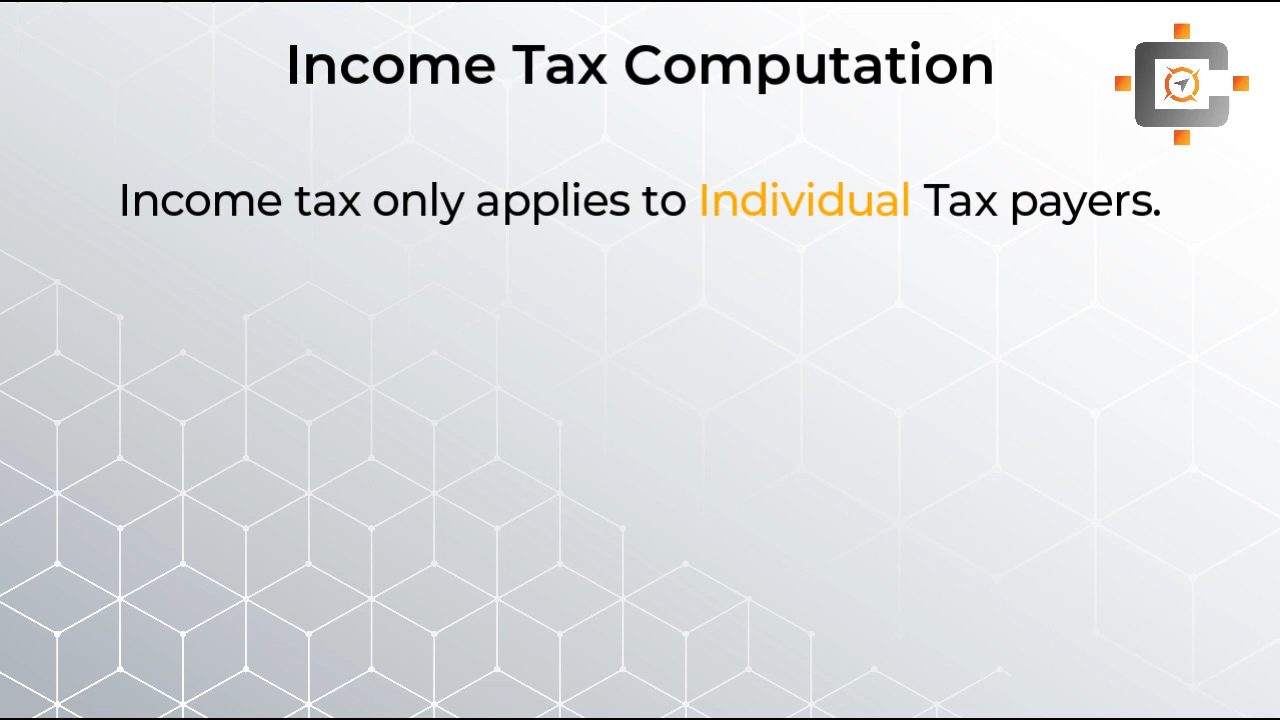 Income Tax Computation
Income tax only applies to Individual Tax payers.